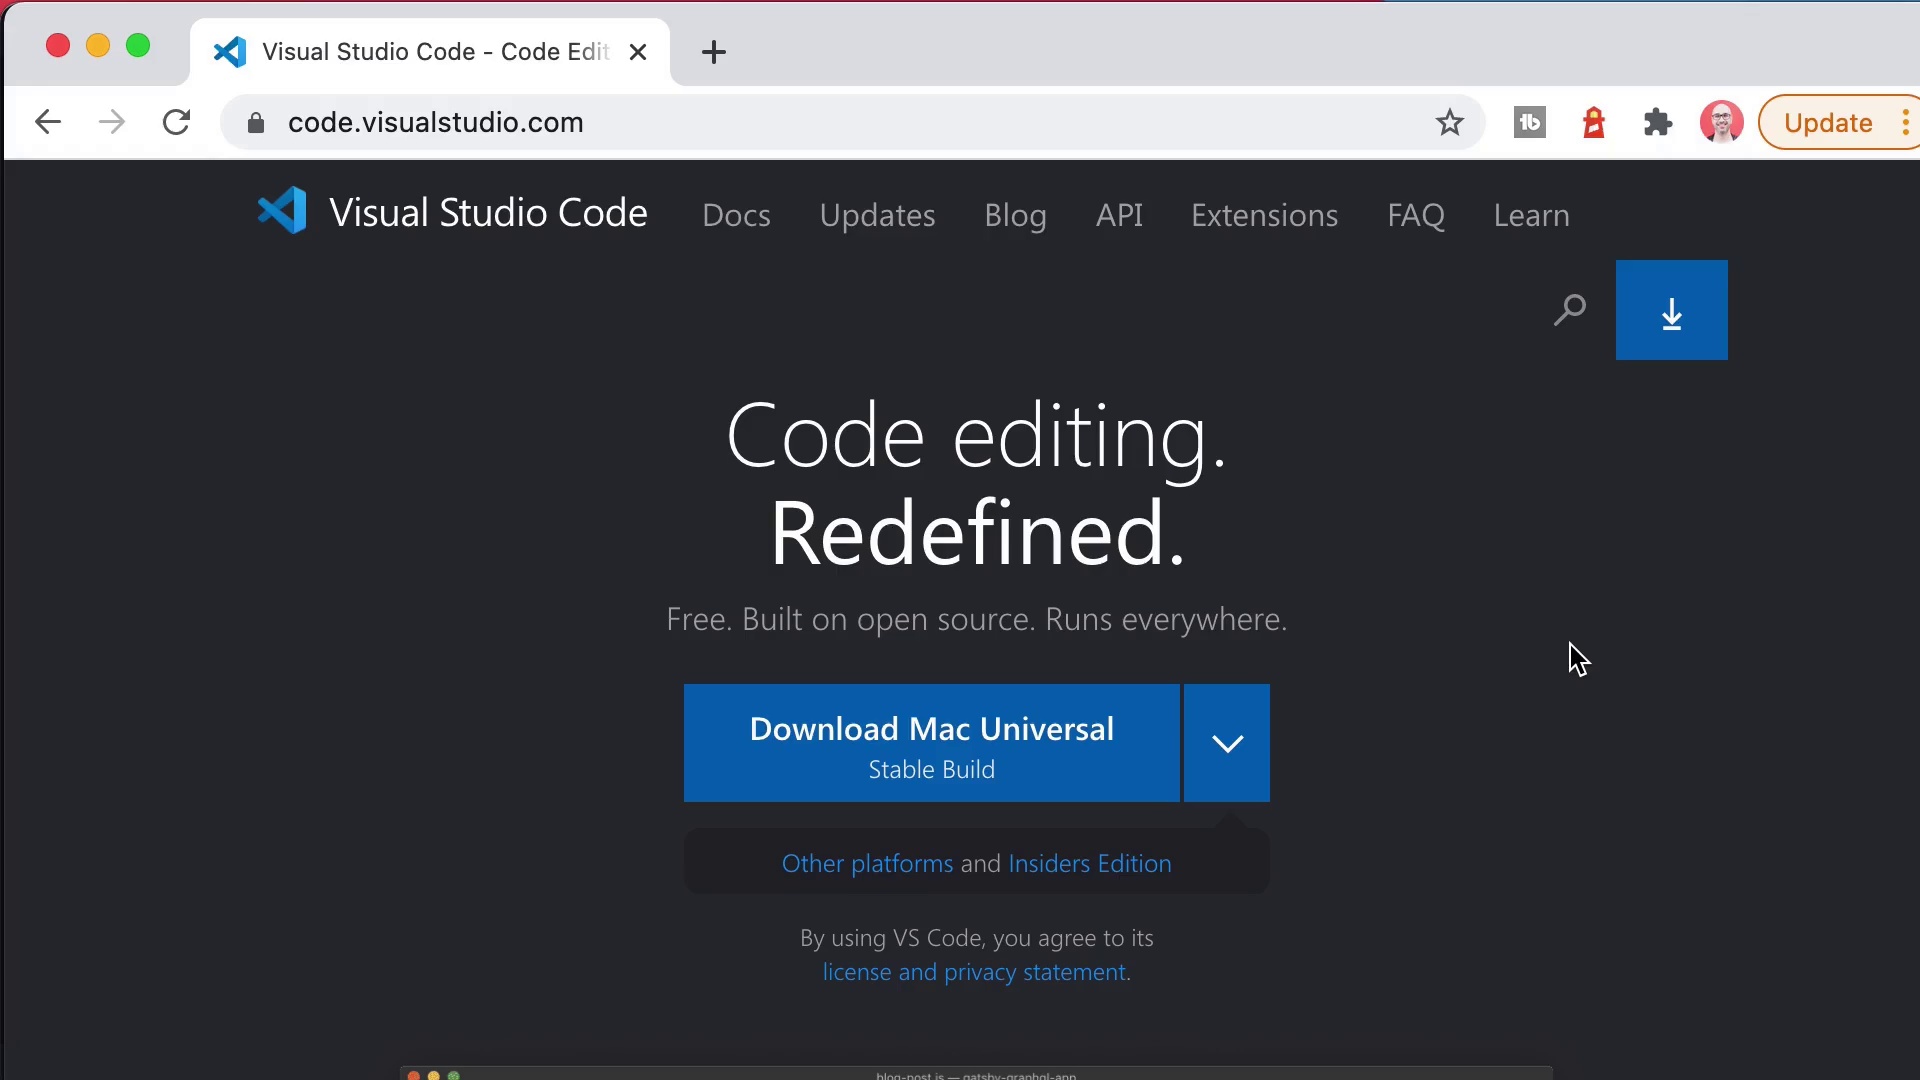 Visual Studio Code - Code Edit
code.visualstudio.com
Update
Visual Studio Code Docs Updates Blog API Extensions FAQ Learn
Code editing.
Redefined.
Free. Built on open source. Runs everywhere.
Download Mac Universal
Stable Build
Other platforms and Insiders Edition
By using VS Code, you agree to its
license and privacy statement.
blog-post.js — gatsby-graphql-app